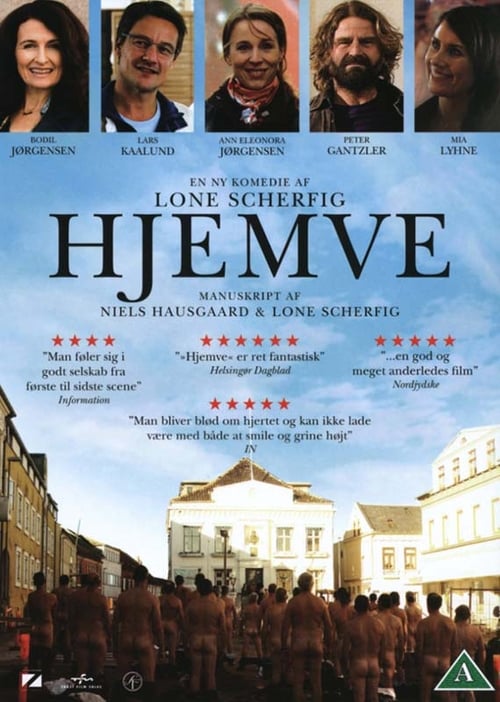 BODIL
JØRGENSEN
LARS
KAALUND
ANN ELEONORA
JØRGENSEN
PETER
GANTZLER
MIA
LYHNE
EN NY KOMEDIE AF
LONE SCHERFIG
HJEMVE
MANUSKRIPT AF
NIELS HAUSGAARD & LONE SCHERFIG
"Man føler sig i
godt selskab fra
første til sidste scene"
Information
"»Hjemve« er ret fantastisk"
Helsingør Dagblad
"...en god og
meget anderledes film"
Nordjydske
"Man bliver blød om hjertet og kan ikke lade
være med både at smile og grine højt"
IN
A